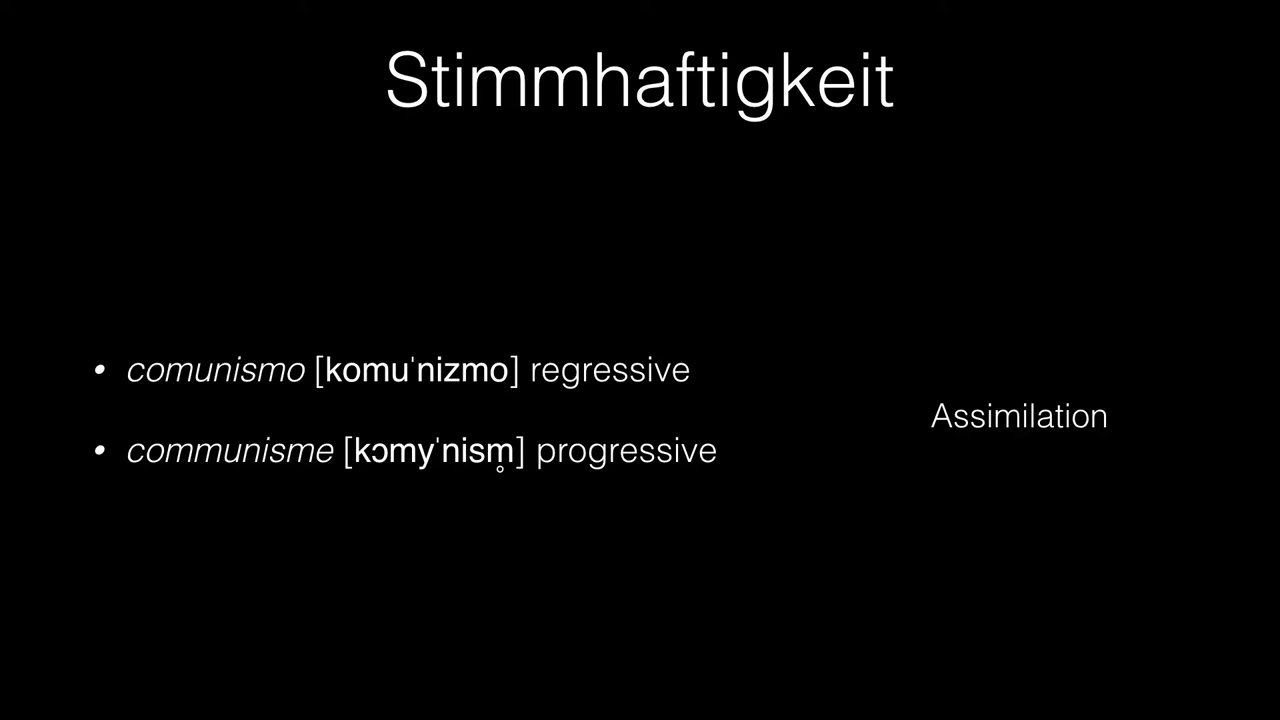 Stimmhaftigkeit
• comunismo [komuˈnizmo] regressive
Assimilation
• communisme [kɔmyˈnism̥] progressive